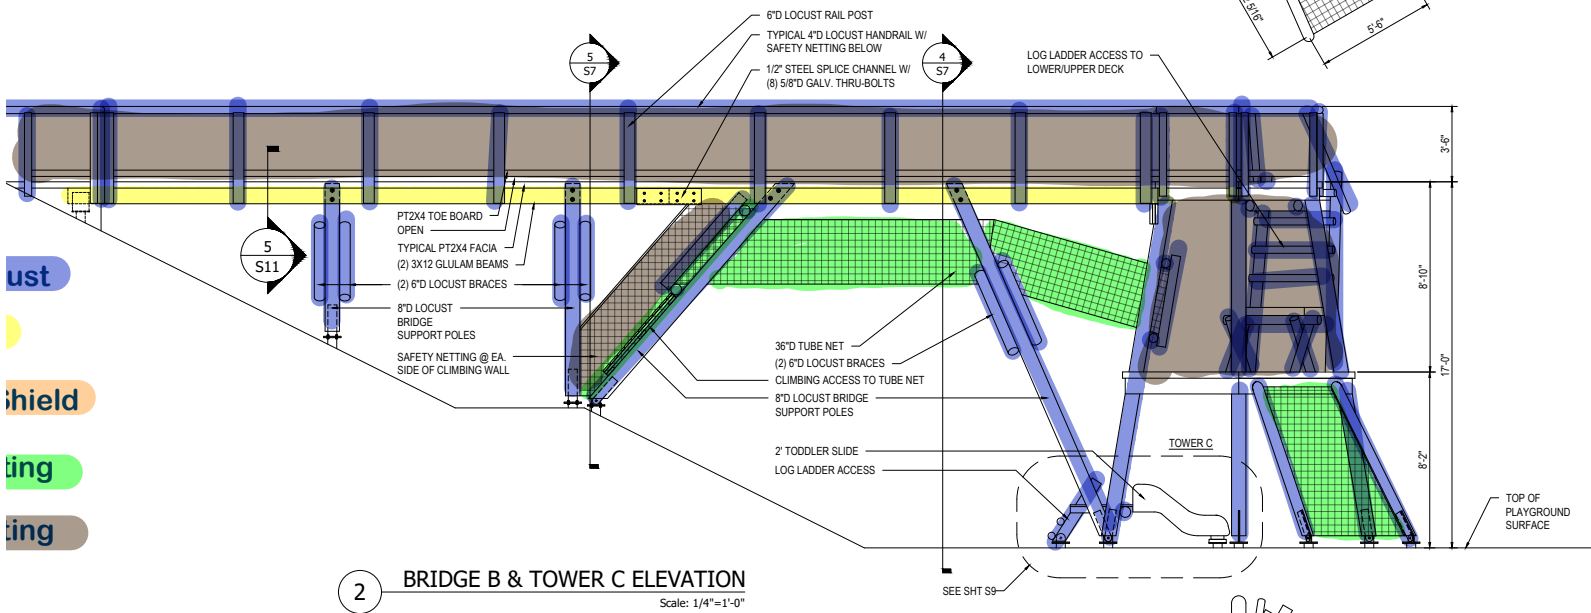 6"D LOCUST RAIL POST
TYPICAL 4"D LOCUST HANDRAIL W/
SAFETY NETTING BELOW
1/2" STEEL SPLICE CHANNEL W/
(8) 5/8"D GALV. THRU-BOLTS
5
S7
4
S7
LOG LADDER ACCESS TO
LOWER/UPPER DECK
5/16"
5'-6"
3'-6"
5
S11
PT2X4 TOE BOARD
OPEN
TYPICAL PT2X4 FACIA
(2) 3X12 GLULAM BEAMS
(2) 6"D LOCUST BRACES
8"D LOCUST
BRIDGE
SUPPORT POLES
SAFETY NETTING @ EA.
SIDE OF CLIMBING WALL
36"D TUBE NET
(2) 6"D LOCUST BRACES
CLIMBING ACCESS TO TUBE NET
8"D LOCUST BRIDGE
SUPPORT POLES
2' TODDLER SLIDE
LOG LADDER ACCESS
TOWER C
8'-10"
17'-0"
8'-2"
TOP OF
PLAYGROUND
SURFACE
SEE SHT S9
ust
hield
ting
ting
2
BRIDGE B & TOWER C ELEVATION
Scale: 1/4"=1'-0"